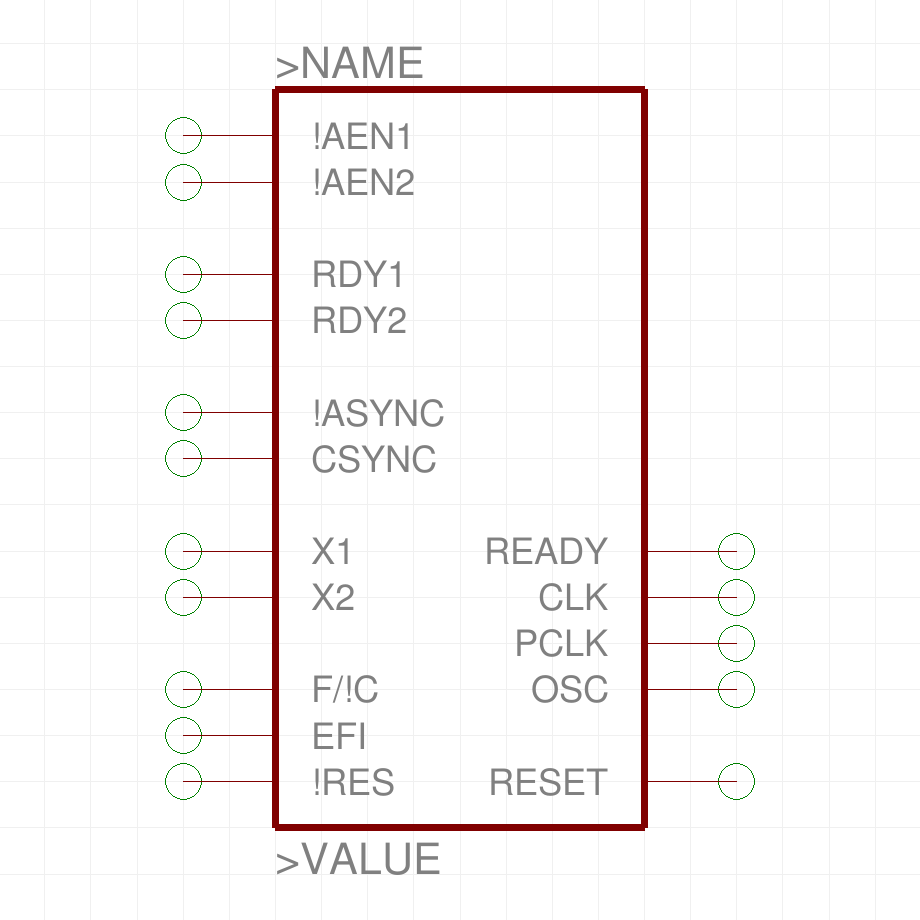 >NAME
!AEN1
!AEN2
RDY1
RDY2
!ASYNC
CSYNC
X1 READY
X2 CLK
PCLK
F/!C OSC
EFI
!RES RESET
>VALUE